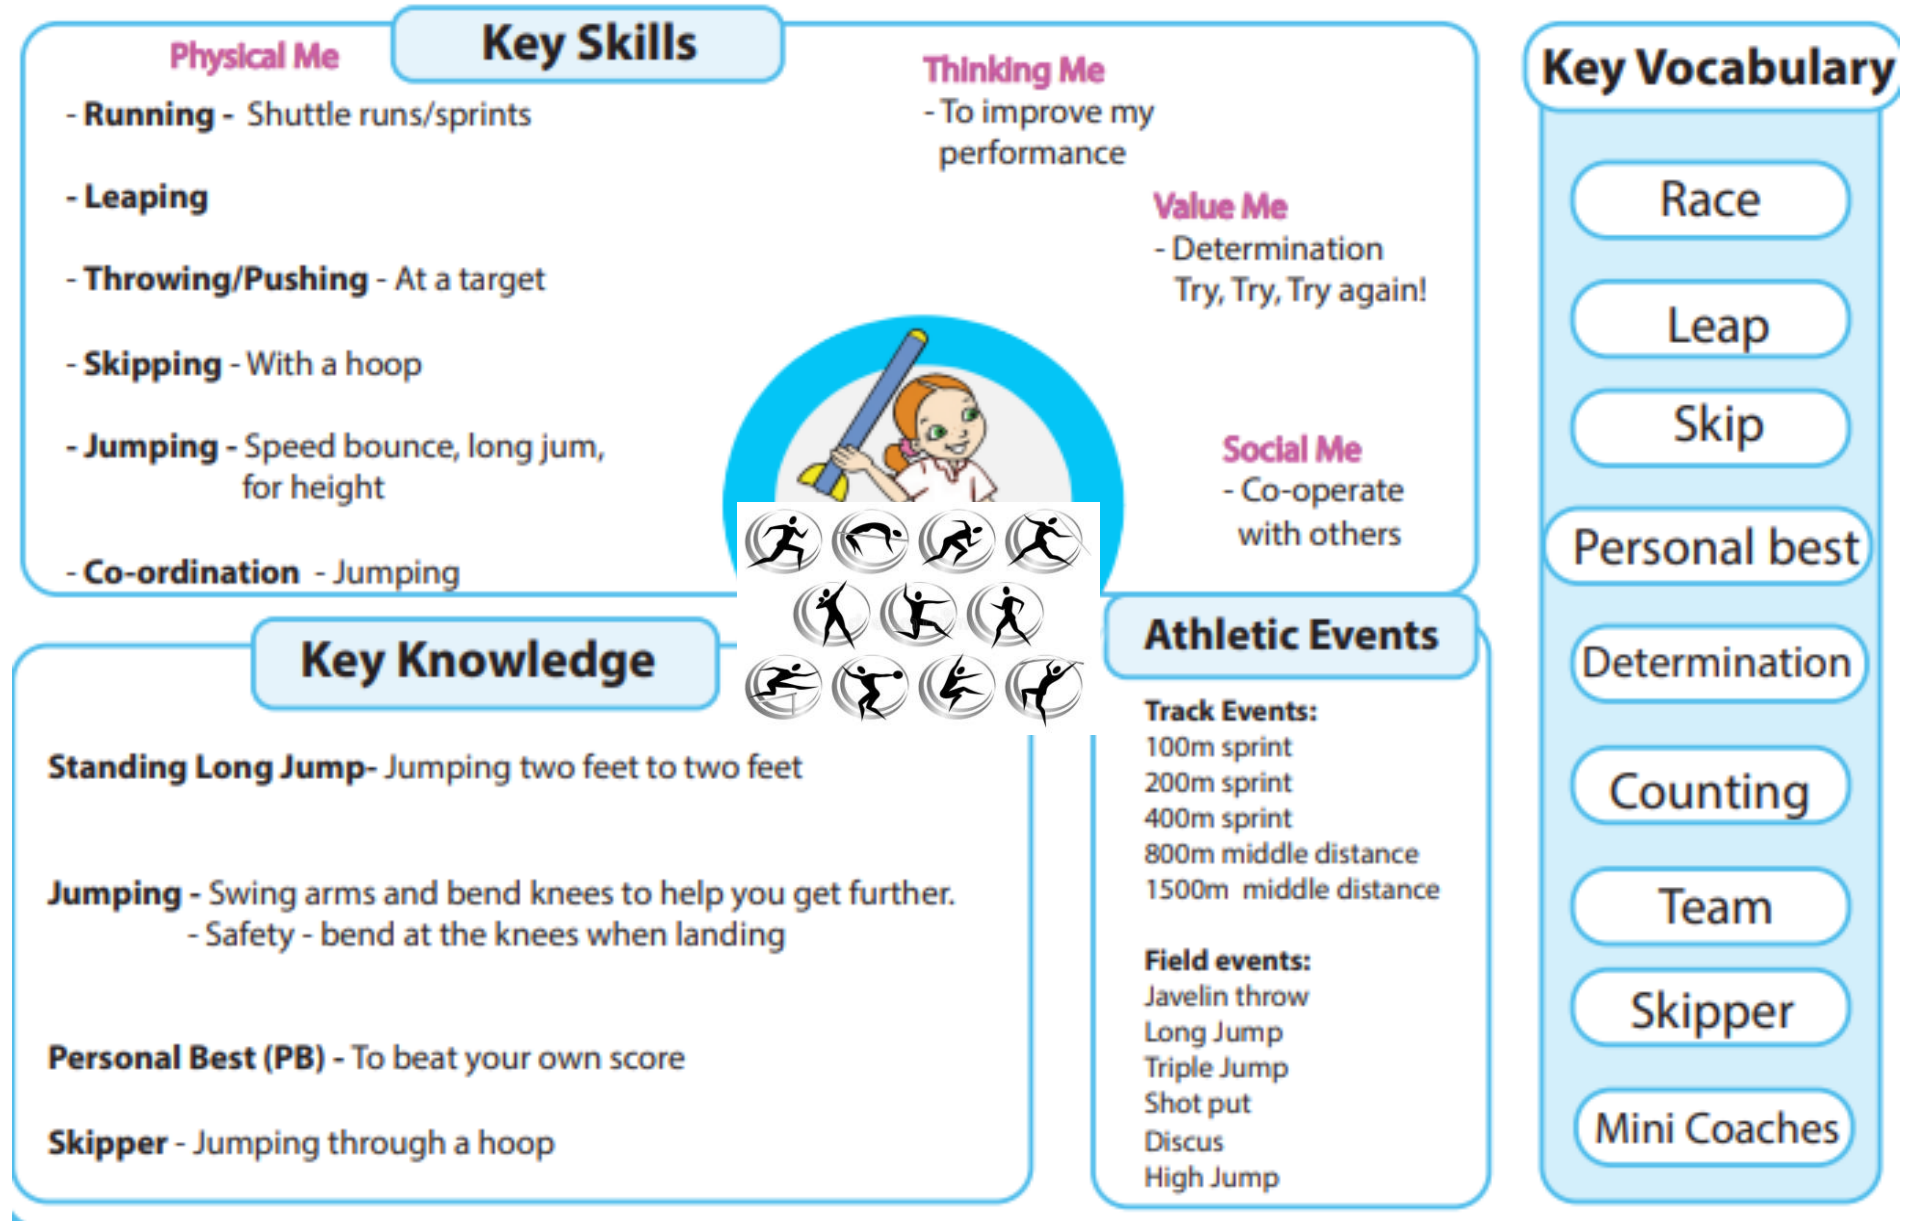 Key Skills
Physical Me
- Running - Shuttle runs/sprints
- Leaping
- Throwing/Pushing - At a target
- Skipping - With a hoop
- Jumping - Speed bounce, long jum,
for height
- Co-ordination - Jumping
Thinking Me
- To improve my
performance
Value Me
- Determination
Try, Try, Try again!
Social Me
- Co-operate
with others
Key Knowledge
Standing Long Jump- Jumping two feet to two feet
Jumping - Swing arms and bend knees to help you get further.
- Safety - bend at the knees when landing
Personal Best (PB) - To beat your own score
Skipper - Jumping through a hoop
Athletic Events
Track Events:
100m sprint
200m sprint
400m sprint
800m middle distance
1500m middle distance
Field events:
Javelin throw
Long Jump
Triple Jump
Shot put
Discus
High Jump
Key Vocabulary
Race
Leap
Skip
Personal best
Determination
Counting
Team
Skipper
Mini Coaches